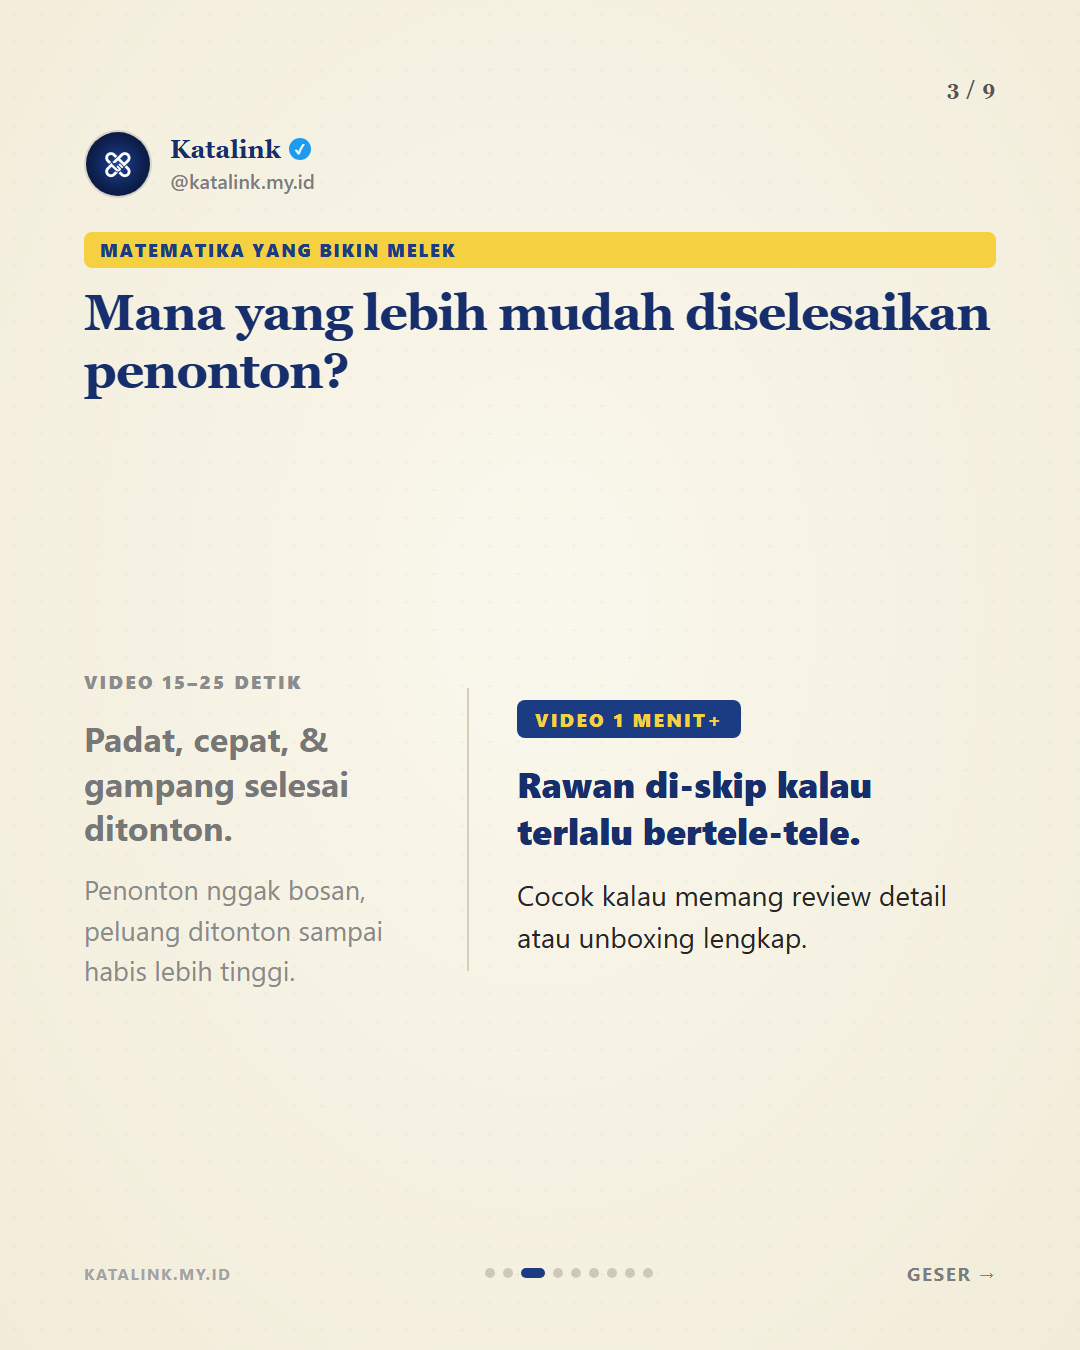 3 / 9
Katalink
@katalink.my.id
MATEMATIKA YANG BIKIN MELEK
Mana yang lebih mudah diselesaikan
penonton?
VIDEO 15–25 DETIK
Padat, cepat, &
gampang selesai
ditonton.
Penonton nggak bosan,
peluang ditonton sampai
habis lebih tinggi.
VIDEO 1 MENIT+
Rawan di-skip kalau
terlalu bertele-tele.
Cocok kalau memang review detail
atau unboxing lengkap.
KATALINK.MY.ID
GESER →